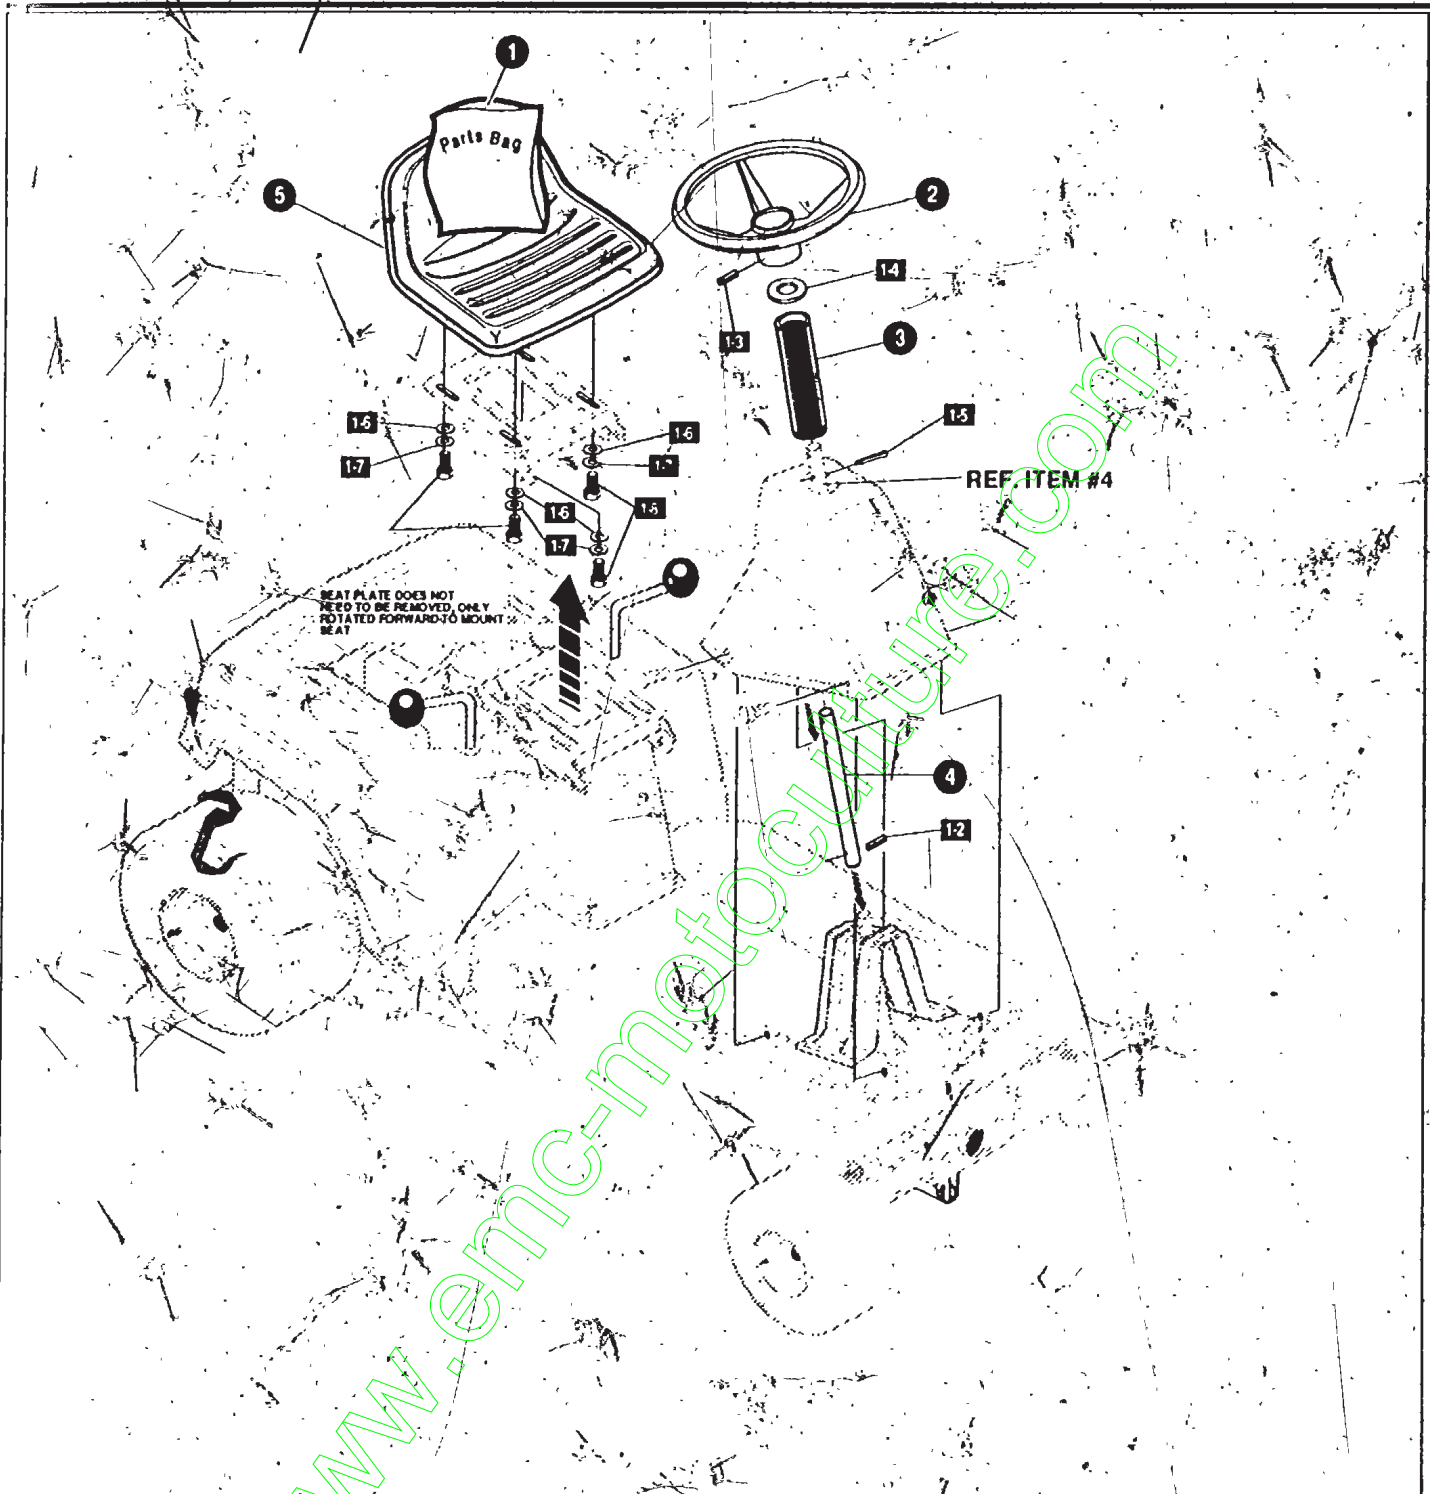 1
Parts Bag
5
2
1-4
1-3
3
1-6
1-5
1-6
1-7
REF. ITEM #4
1-6
1-7
SEAT PLATE DOES NOT
NEED TO BE REMOVED, ONLY
ROTATED FORWARD TO MOUNT
SEAT
4
1-2
www.emc-motoculture.com